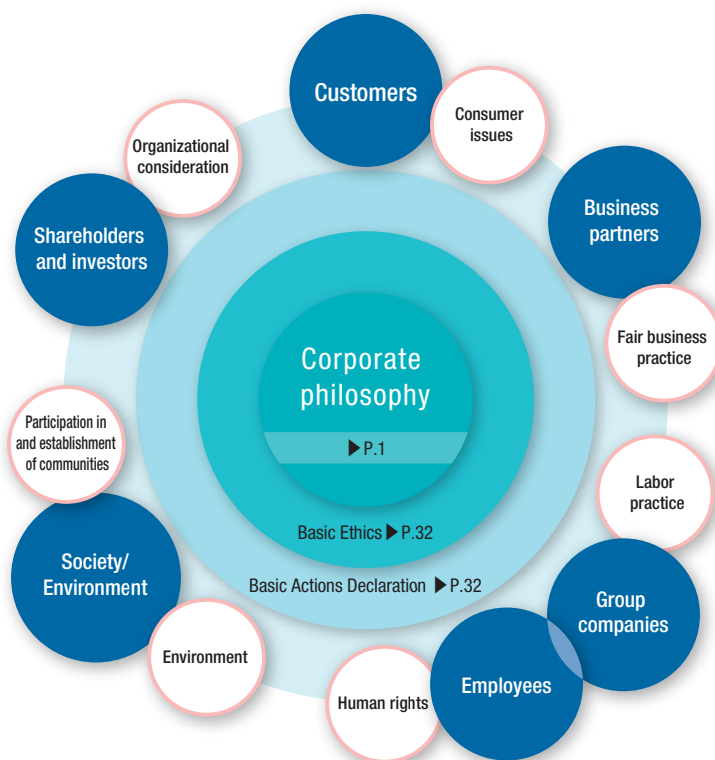 Customers
Consumer
issues
Organizational
consideration
Business
partners
Shareholders
and investors
Fair business
practice
Corporate
philosophy
▶P.1
Participation in
and establishment
of communities
Labor
practice
Basic Ethics ▶P.32
Society/
Environment
Basic Actions Declaration ▶P.32
Group
companies
Environment
Employees
Human rights